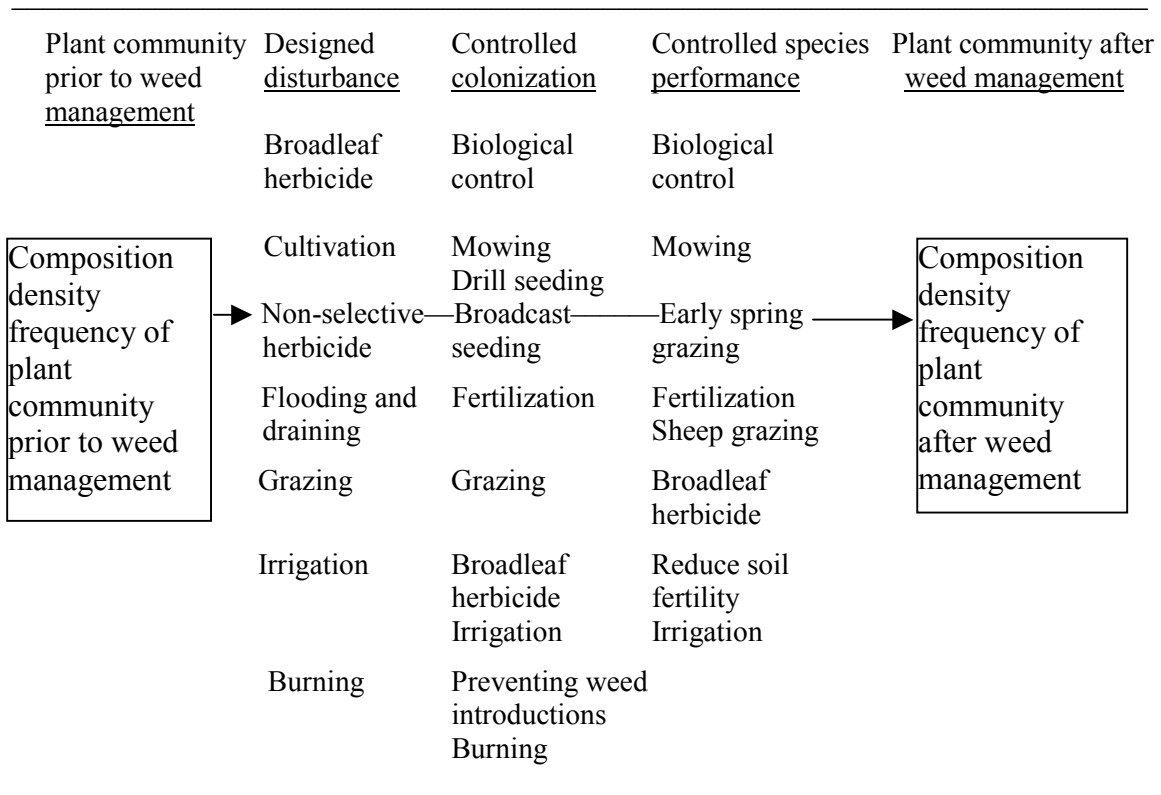 Plant community
prior to weed
management
Designed
disturbance
Controlled
colonization
Controlled species
performance
Plant community after
weed management
Composition
density
frequency of
plant
community
prior to weed
management
Broadleaf
herbicide
Cultivation
Non-selective
herbicide
Flooding and
draining
Grazing
Irrigation
Burning
Biological
control
Mowing
Drill seeding
Broadcast
seeding
Fertilization
Grazing
Broadleaf
herbicide
Irrigation
Preventing weed
introductions
Burning
Biological
control
Mowing
Early spring
grazing
Fertilization
Sheep grazing
Broadleaf
herbicide
Reduce soil
fertility
Irrigation
Composition
density
frequency of
plant
community
after weed
management